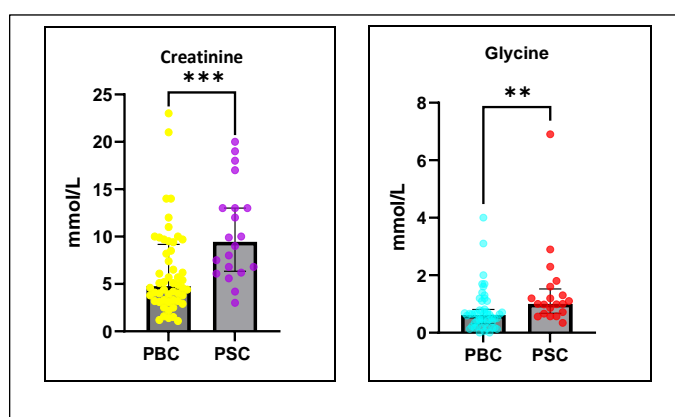 Creatinine
***
25
20
15
10
5
0
mmol/L
PBC
PSC
Glycine
**
8
6
4
2
0
mmol/L
PBC
PSC